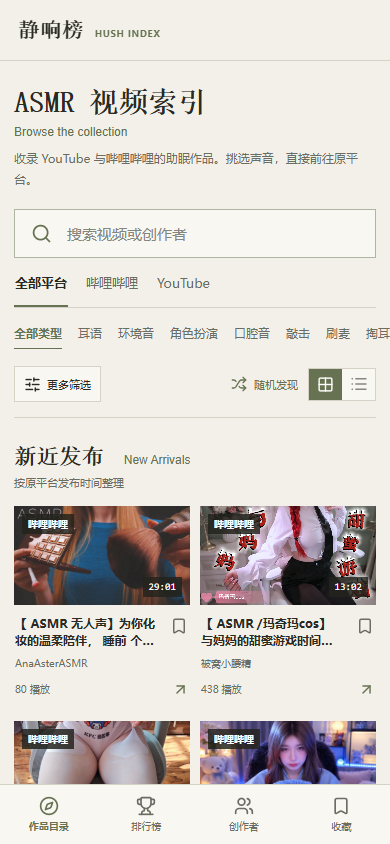 静响榜 HUSH INDEX
ASMR 视频索引
Browse the collection
收录 YouTube 与哔哩哔哩的助眠作品。挑选声音，直接前往原平
台。
搜索视频或创作者
全部平台 哔哩哔哩 YouTube
全部类型 耳语 环境音 角色扮演 口腔音 敲击 刷麦 掏耳
更多筛选 随机发现
新近发布 New Arrivals
按原平台发布时间整理
ASMR
哔哩哔哩 哔哩哔哩
妈 妈 甜 蜜 游 戏
29:01 13:02
【 ASMR 无人声】为你化
妆的温柔陪伴， 睡前 个…
【 ASMR /玛奇玛cos】
与妈妈的甜蜜游戏时间…
AnaAsterASMR 被窝小腰精
80 播放 438 播放
哔哩哔哩 哔哩哔哩
作品目录 排行榜 创作者 收藏